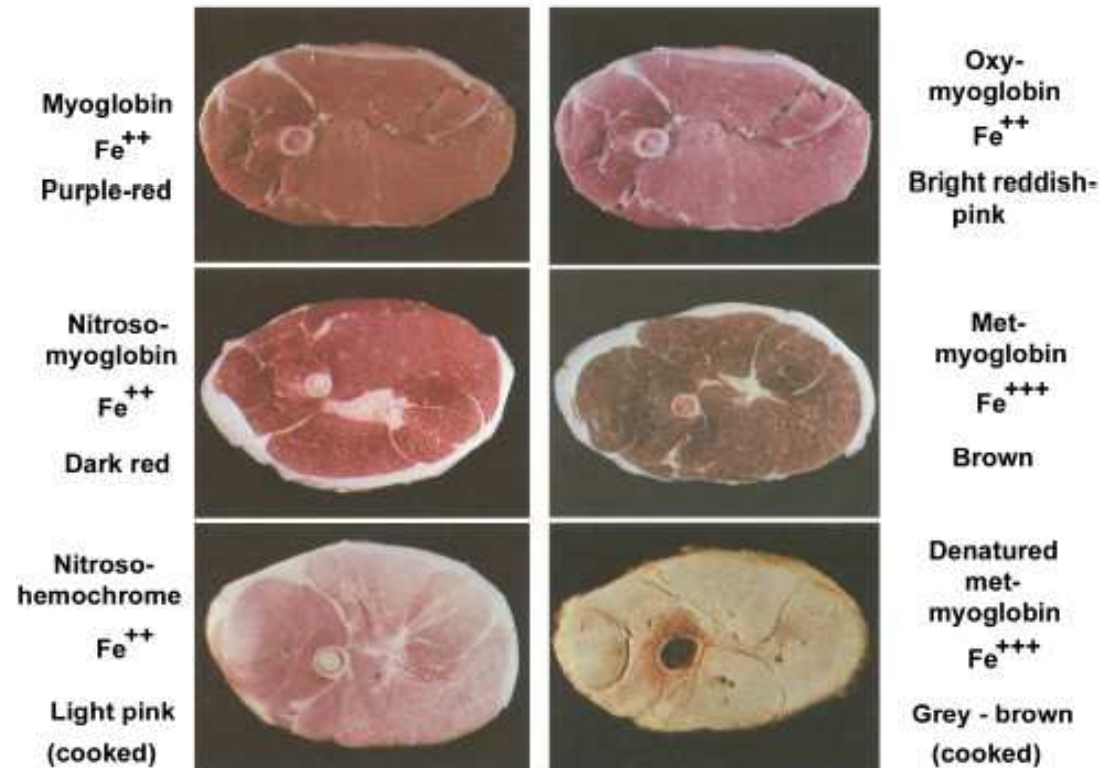 Myoglobin
Fe++
Purple-red
Oxy-
myoglobin
Fe++
Bright reddish-
pink
Nitroso-
myoglobin
Fe++
Dark red
Met-
myoglobin
Fe+++
Brown
Nitroso-
hemochrome
Fe++
Light pink
(cooked)
Denatured
met-
myoglobin
Fe+++
Grey - brown
(cooked)